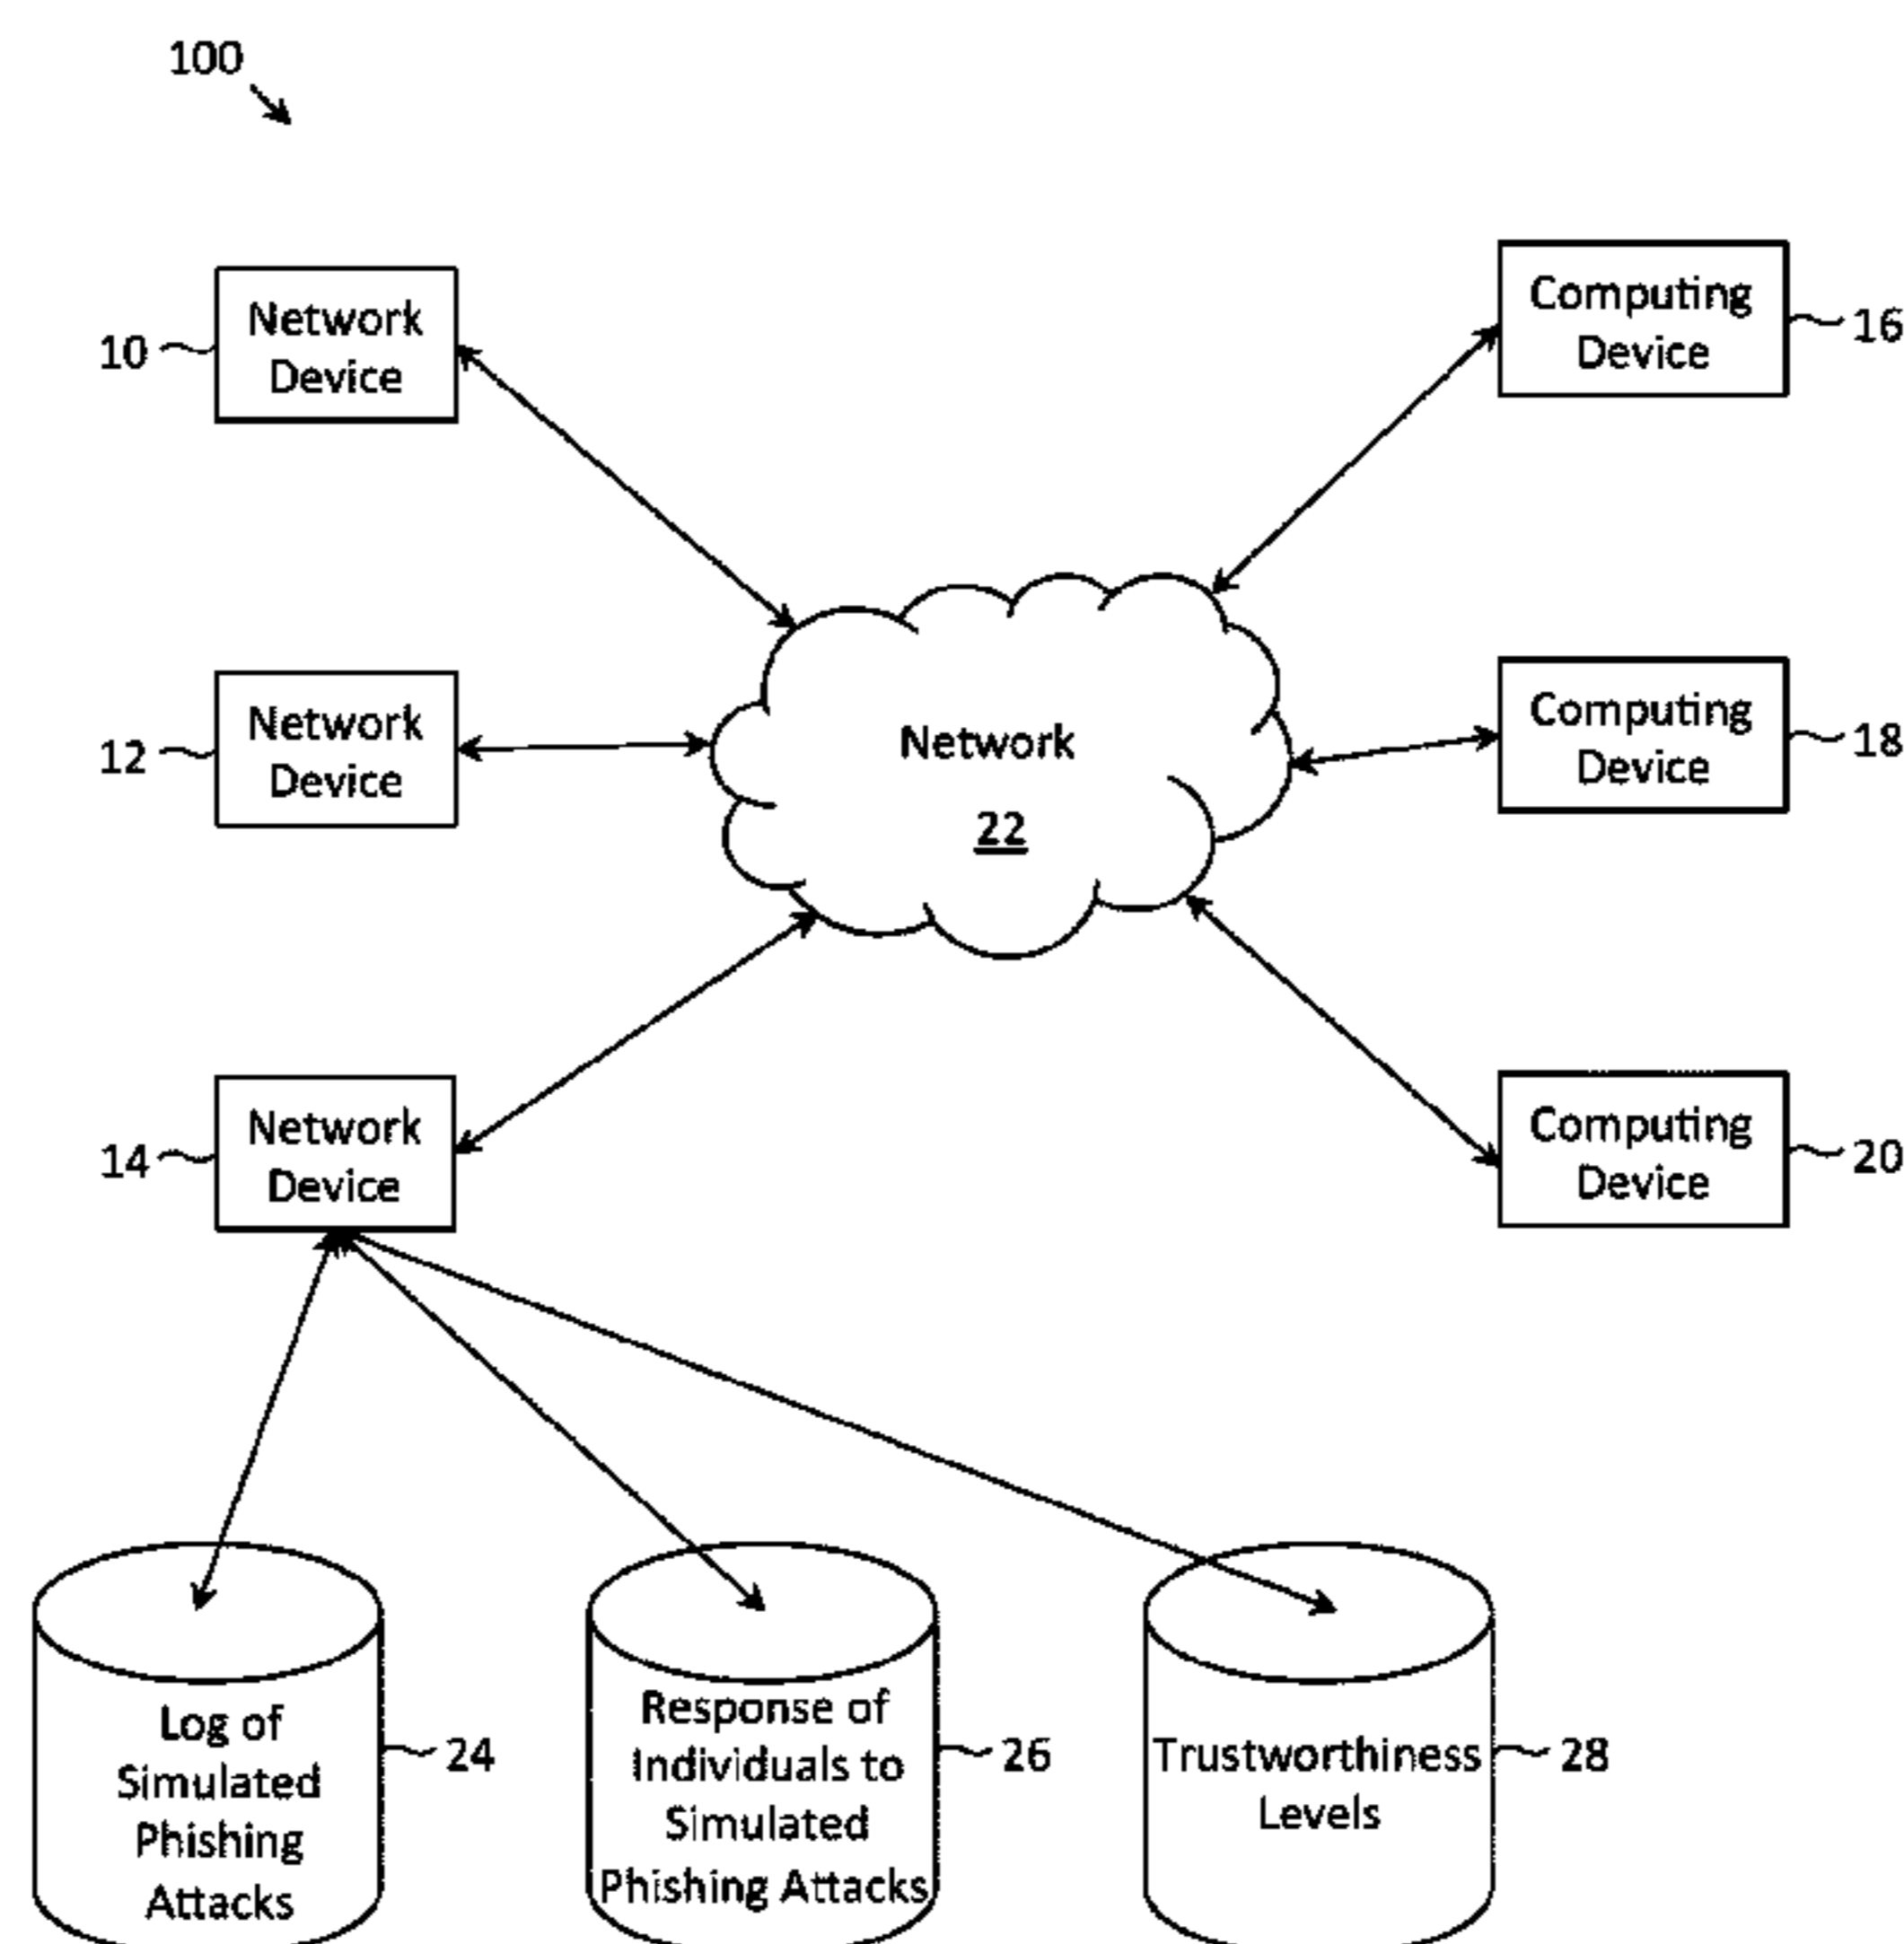 100
Network
Device
10
Computing
Device
16
Network
Device
12
Network
22
Computing
Device
18
Network
Device
14
Computing
Device
20
Log of
Simulated
Phishing
Attacks
24
Response of
Individuals to
Simulated
Phishing Attacks
26
Trustworthiness
Levels
28